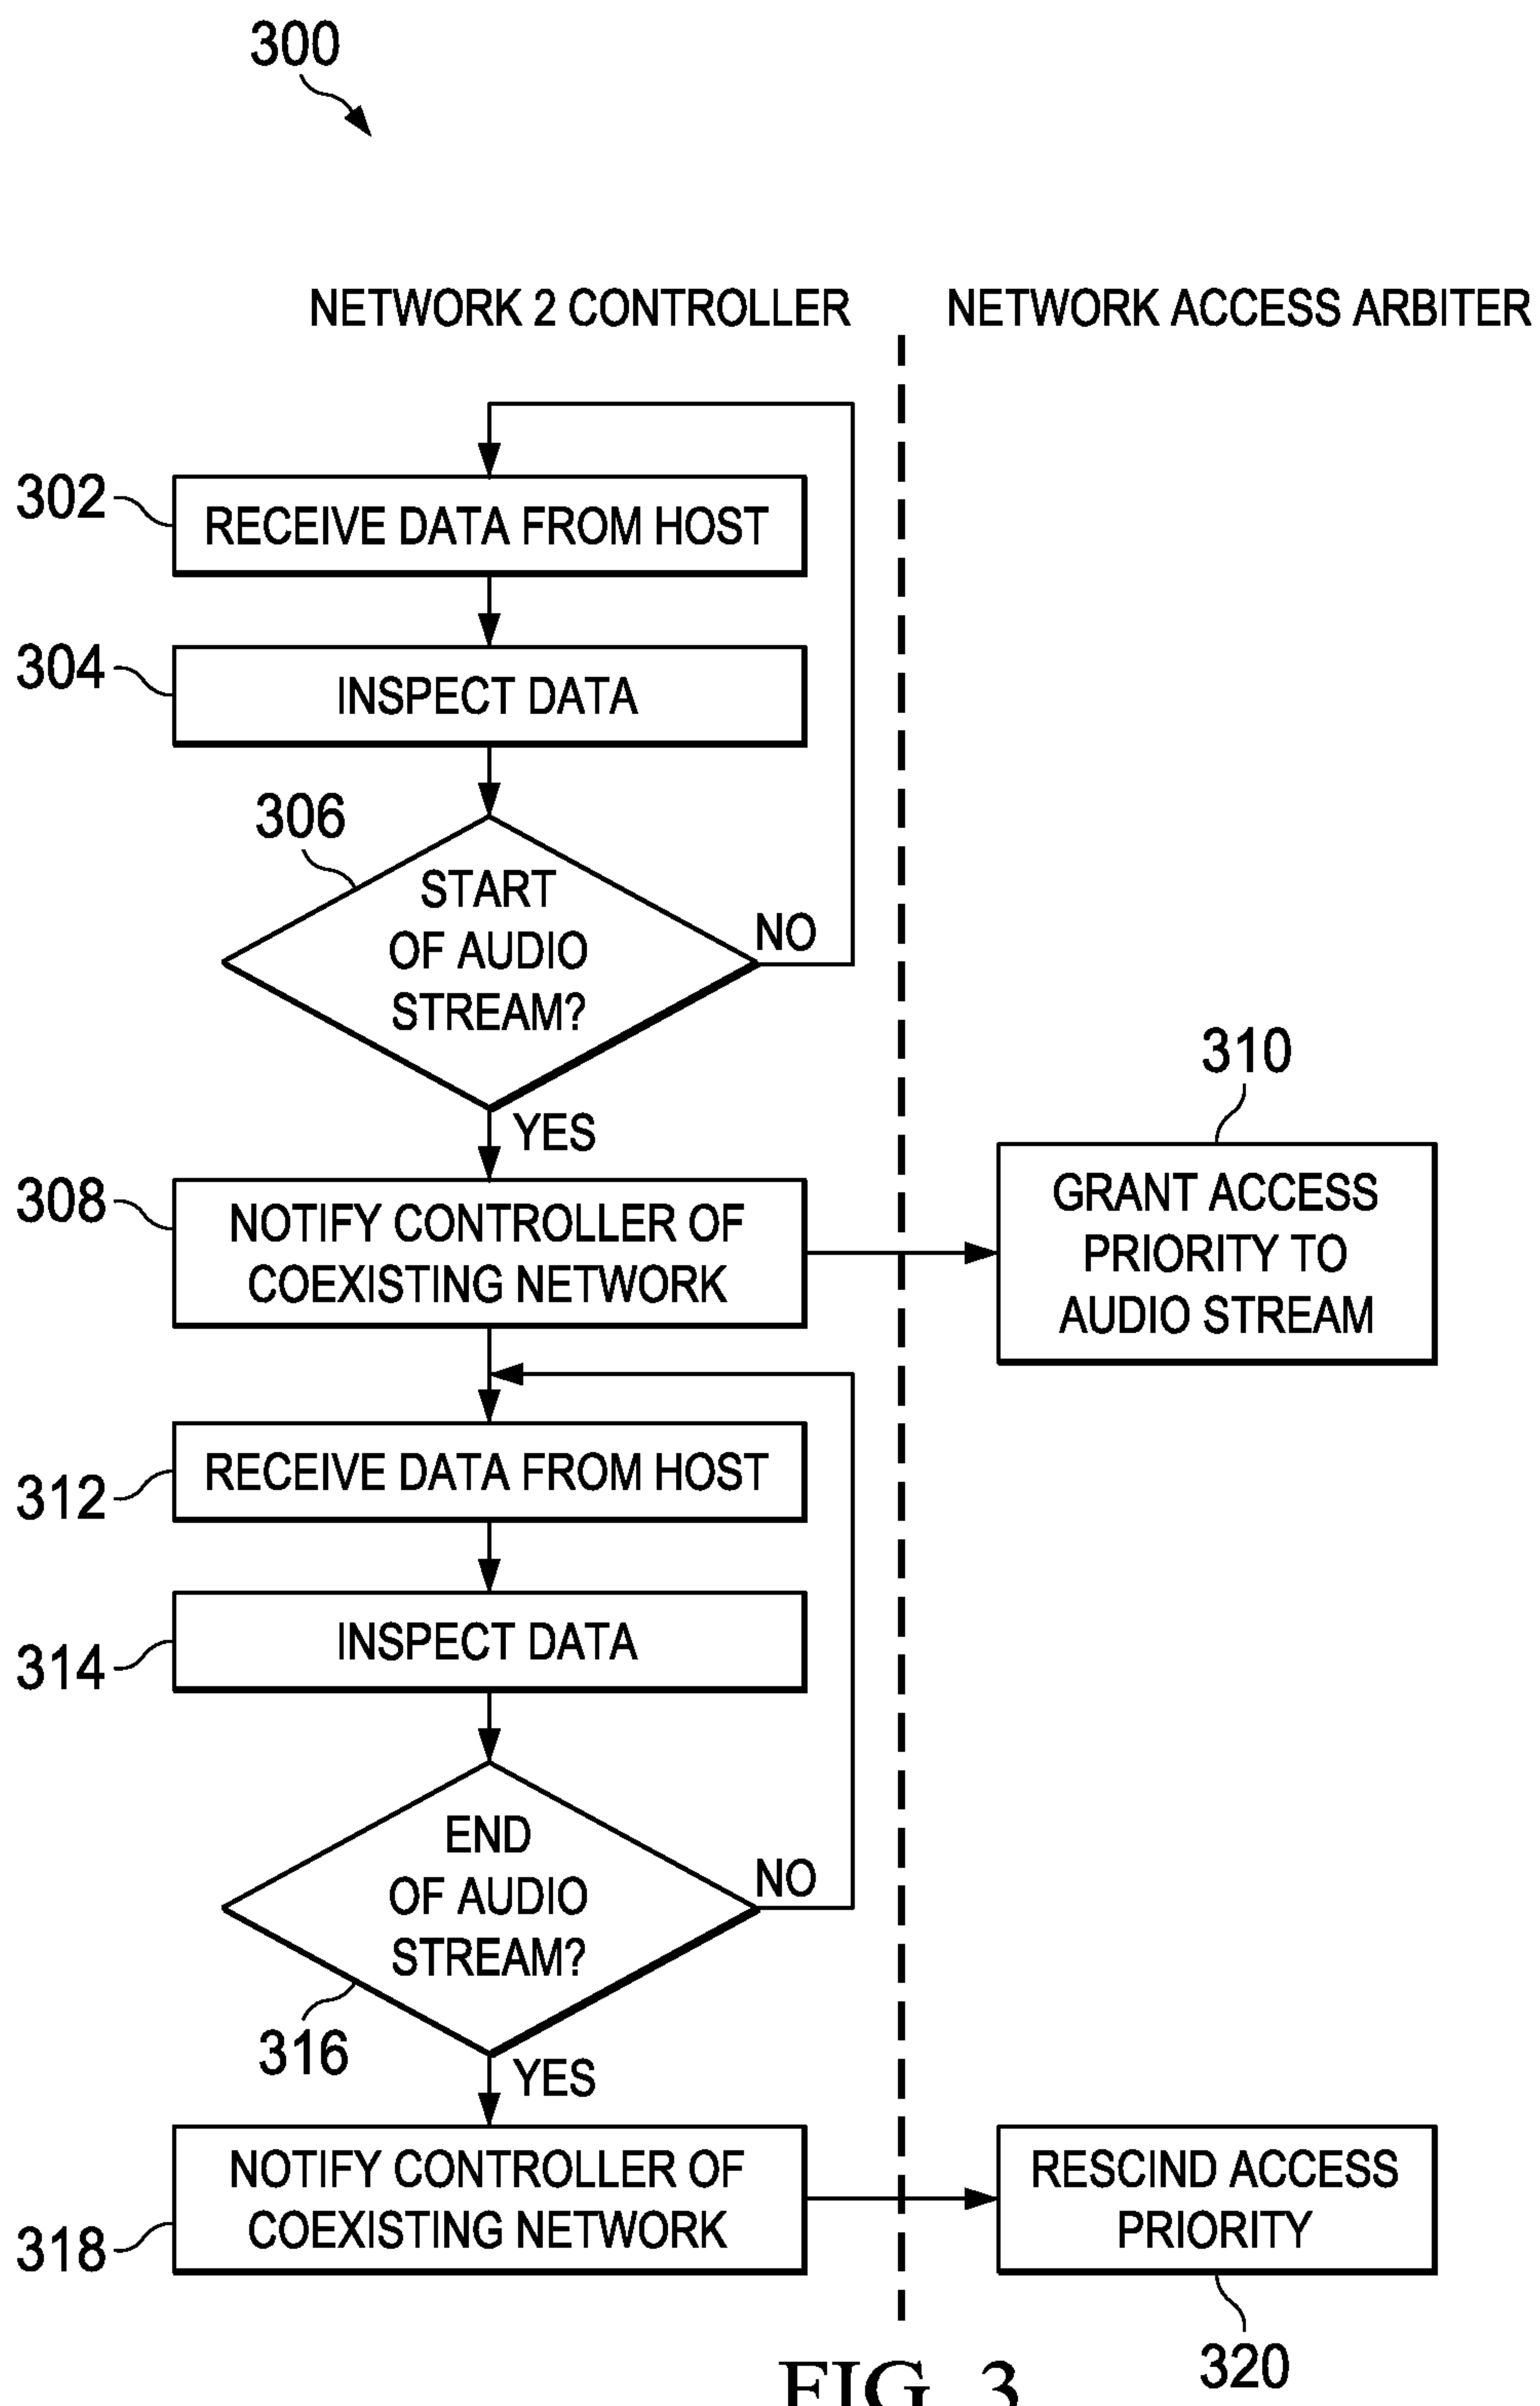 300
NETWORK 2 CONTROLLER
NETWORK ACCESS ARBITER
302
RECEIVE DATA FROM HOST
304
INSPECT DATA
306
START
OF AUDIO
STREAM?
NO
YES
308
NOTIFY CONTROLLER OF
COEXISTING NETWORK
310
GRANT ACCESS
PRIORITY TO
AUDIO STREAM
312
RECEIVE DATA FROM HOST
314
INSPECT DATA
END
OF AUDIO
STREAM?
NO
316
YES
318
NOTIFY CONTROLLER OF
COEXISTING NETWORK
RESCIND ACCESS
PRIORITY
320
FIG. 3